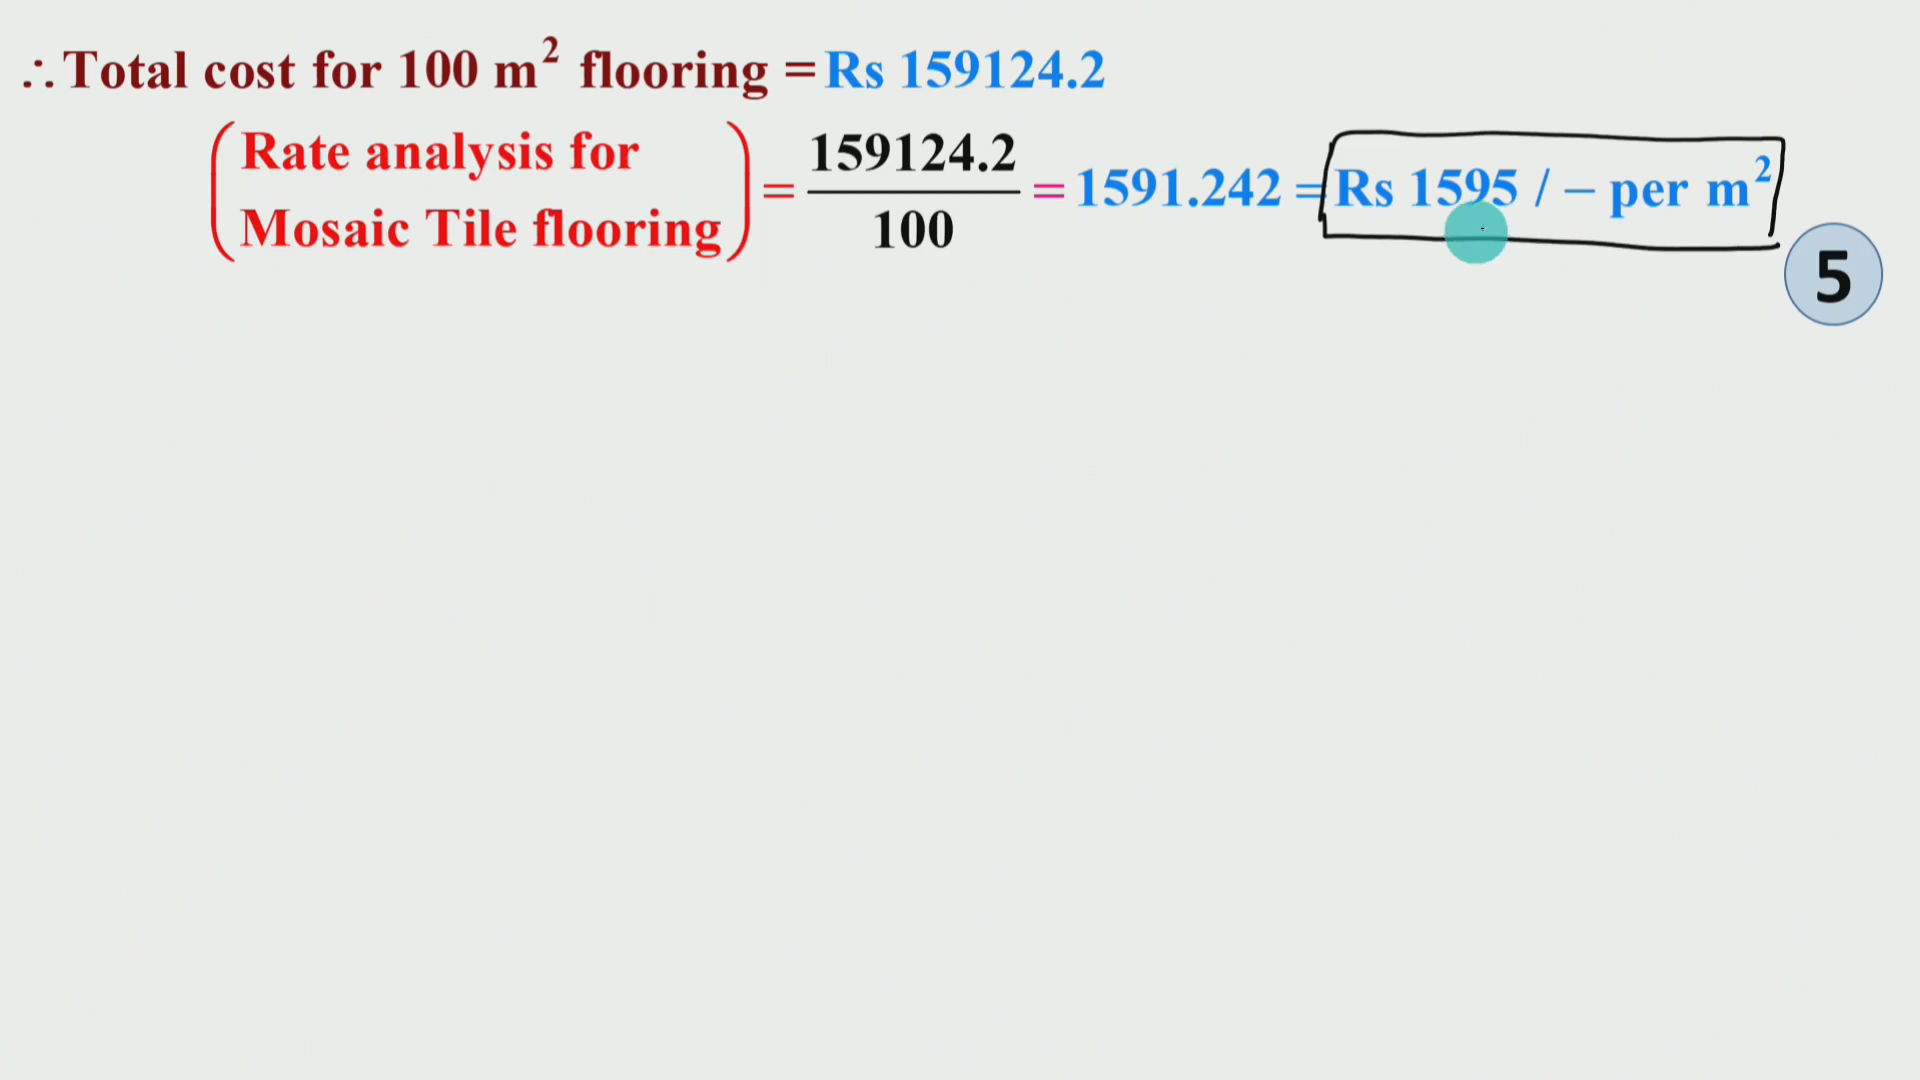 ∴Total cost for 100 m² flooring = Rs 159124.2
(Rate analysis for
Mosaic Tile flooring) = 159124.2 / 100 = 1591.242 = Rs 1595 / – per m²
5